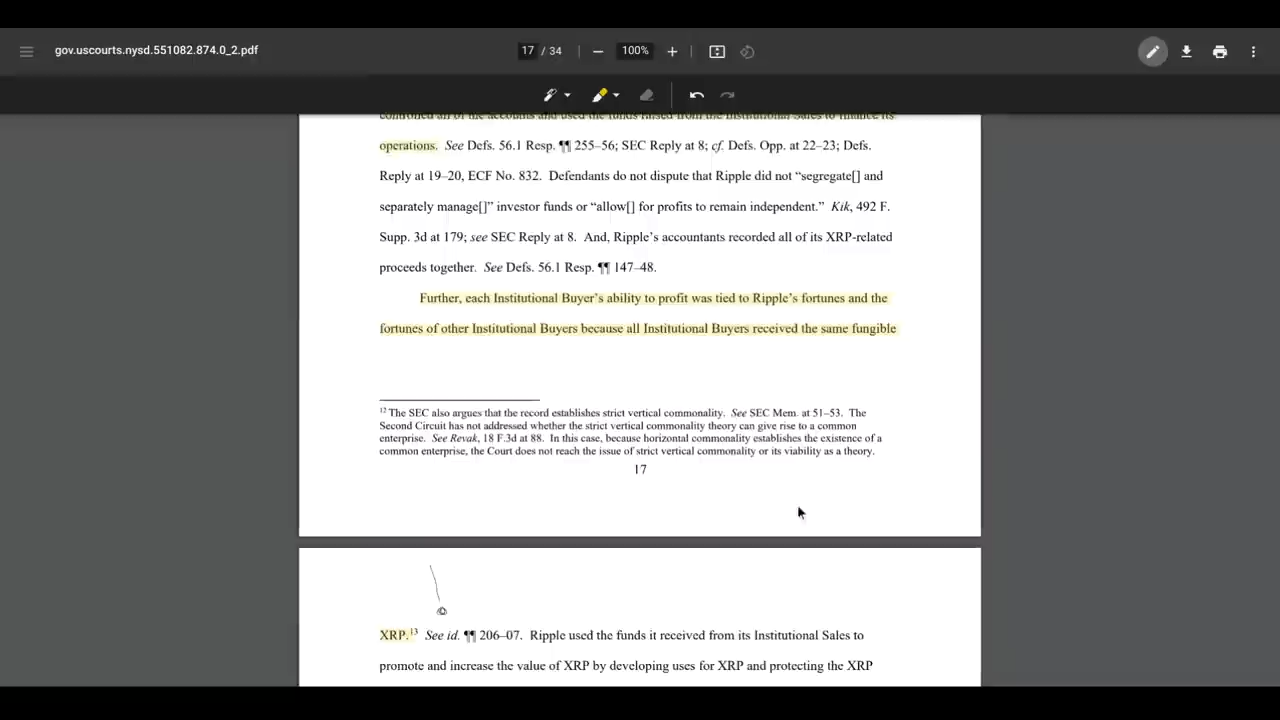 gov.uscourts.nysd.551082.874.0_2.pdf
17 / 34
100%
controlled all of the accounts and used the funds raised from the Institutional Sales to finance its
operations. See Defs. 56.1 Resp. ¶¶ 255–56; SEC Reply at 8; cf. Defs. Opp. at 22–23; Defs.
Reply at 19–20, ECF No. 832. Defendants do not dispute that Ripple did not “segregate[] and
separately manage[]” investor funds or “allow[] for profits to remain independent.” Kik, 492 F.
Supp. 3d at 179; see SEC Reply at 8. And, Ripple’s accountants recorded all of its XRP-related
proceeds together. See Defs. 56.1 Resp. ¶¶ 147–48.
Further, each Institutional Buyer’s ability to profit was tied to Ripple’s fortunes and the
fortunes of other Institutional Buyers because all Institutional Buyers received the same fungible
12 The SEC also argues that the record establishes strict vertical commonality. See SEC Mem. at 51–53. The
Second Circuit has not addressed whether the strict vertical commonality theory can give rise to a common
enterprise. See Revak, 18 F.3d at 88. In this case, because horizontal commonality establishes the existence of a
common enterprise, the Court does not reach the issue of strict vertical commonality or its viability as a theory.
17
XRP.13 See id. ¶¶ 206–07. Ripple used the funds it received from its Institutional Sales to
promote and increase the value of XRP by developing uses for XRP and protecting the XRP